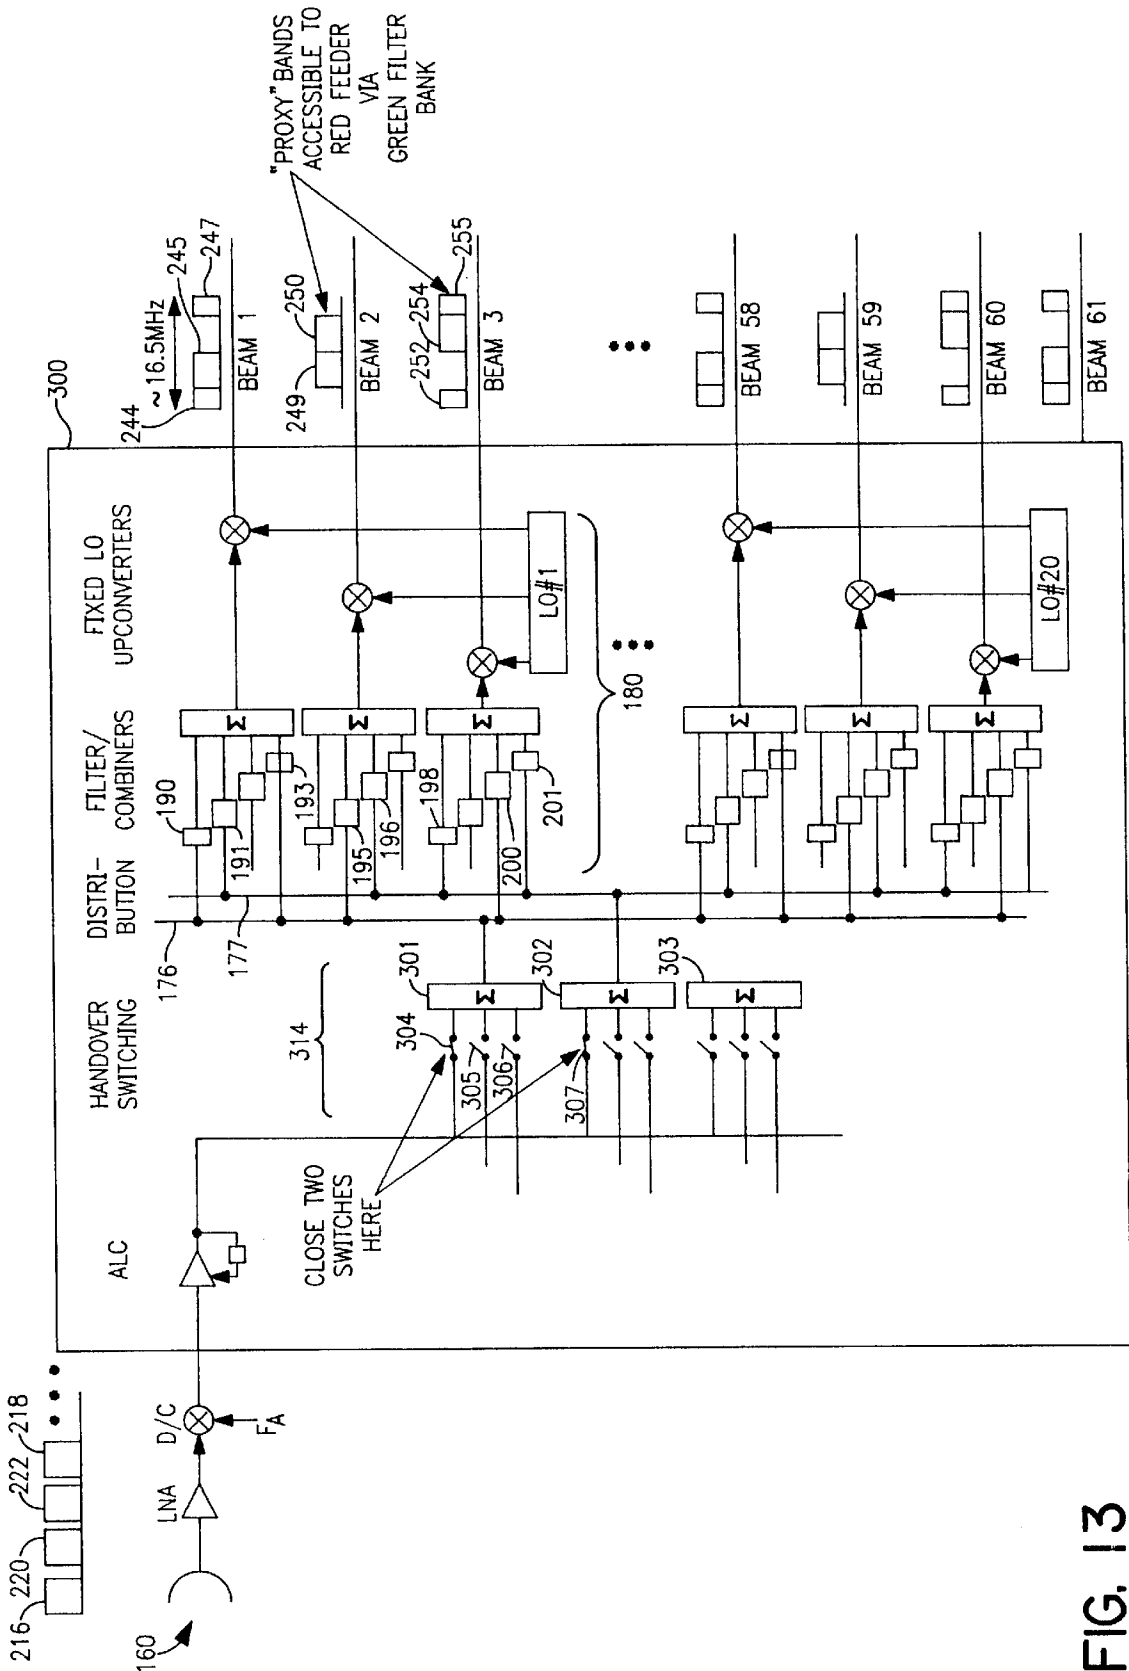 216
220
222
218
160
LNA
D/C
FA
300
ALC
HANDOVER
SWITCHING
DISTRI-
BUTION
FILTER/
COMBINERS
FIXED LO
UPCONVERTERS
CLOSE TWO
SWITCHES
HERE
314
176
177
301
302
303
304
305
306
307
Σ
Σ
Σ
190
191
193
195
196
198
200
201
Σ
Σ
Σ
Σ
Σ
Σ
180
LO#1
LO#20
244
~16.5MHz
245
247
BEAM 1
249
250
BEAM 2
252
254
255
BEAM 3
BEAM 58
BEAM 59
BEAM 60
BEAM 61
"PROXY" BANDS
ACCESSIBLE TO
RED FEEDER
VIA
GREEN FILTER
BANK
FIG. 13